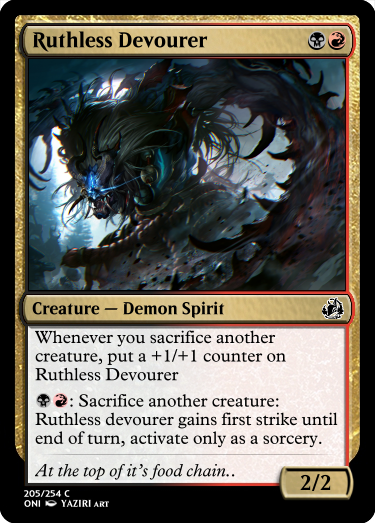 Ruthless Devourer
Creature — Demon Spirit
Whenever you sacrifice another
creature, put a +1/+1 counter on
Ruthless Devourer
: Sacrifice another creature:
Ruthless devourer gains first strike until
end of turn, activate only as a sorcery.
At the top of it's food chain..
2/2
205/254 C
ONI YAZIRI ART